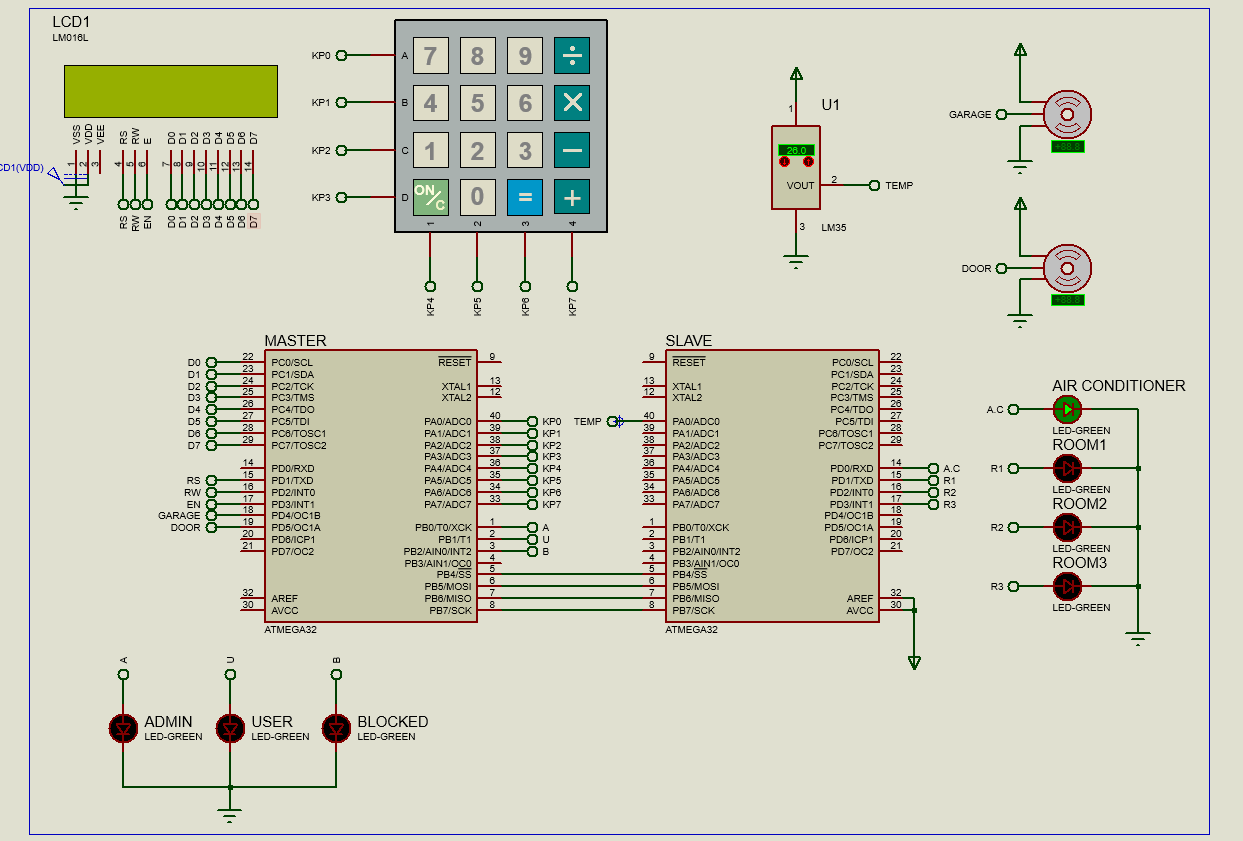 LCD1
LM016L
VSS VDD VEE RS RW E D0 D1 D2 D3 D4 D5 D6 D7
1 2 3 4 5 6 7 8 9 10 11 12 13 14
CD1(VDD)
RS RW EN D0 D1 D2 D3 D4 D5 D6 D7
KP0 A 7 8 9 ÷
KP1 B 4 5 6 ×
KP2 C 1 2 3 −
KP3 D ON/C 0 = +
1 2 3 4
KP4 KP5 KP6 KP7
1
U1
26.0
VOUT 2 TEMP
3
LM35
GARAGE
DOOR
MASTER
D0 22 PC0/SCL RESET 9
D1 23 PC1/SDA
D2 24 PC2/TCK XTAL1 13
D3 25 PC3/TMS XTAL2 12
D4 26 PC4/TDO
D5 27 PC5/TDI PA0/ADC0 40 KP0
D6 28 PC6/TOSC1 PA1/ADC1 39 KP1
D7 29 PC7/TOSC2 PA2/ADC2 38 KP2
PA3/ADC3 37 KP3
14 PD0/RXD PA4/ADC4 36 KP4
RS 15 PD1/TXD PA5/ADC5 35 KP5
RW 16 PD2/INT0 PA6/ADC6 34 KP6
EN 17 PD3/INT1 PA7/ADC7 33 KP7
GARAGE 18 PD4/OC1B
DOOR 19 PD5/OC1A PB0/T0/XCK 1 A
20 PD6/ICP1 PB1/T1 2 U
21 PD7/OC2 PB2/AIN0/INT2 3 B
PB3/AIN1/OC0 4
PB4/SS 5
PB5/MOSI 6
32 AREF PB6/MISO 7
30 AVCC PB7/SCK 8
ATMEGA32
SLAVE
9 RESET PC0/SCL 22
PC1/SDA 23
13 XTAL1 PC2/TCK 24
12 XTAL2 PC3/TMS 25
PC4/TDO 26
TEMP 40 PA0/ADC0 PC5/TDI 27
39 PA1/ADC1 PC6/TOSC1 28
38 PA2/ADC2 PC7/TOSC2 29
37 PA3/ADC3
36 PA4/ADC4 PD0/RXD 14 A.C
35 PA5/ADC5 PD1/TXD 15 R1
34 PA6/ADC6 PD2/INT0 16 R2
33 PA7/ADC7 PD3/INT1 17 R3
PD4/OC1B 18
1 PB0/T0/XCK PD5/OC1A 19
2 PB1/T1 PD6/ICP1 20
3 PB2/AIN0/INT2 PD7/OC2 21
4 PB3/AIN1/OC0
5 PB4/SS
6 PB5/MOSI
7 PB6/MISO AREF 32
8 PB7/SCK AVCC 30
ATMEGA32
AIR CONDITIONER
A.C
LED-GREEN
ROOM1
R1
LED-GREEN
ROOM2
R2
LED-GREEN
ROOM3
R3
LED-GREEN
A U B
ADMIN
LED-GREEN
USER
LED-GREEN
BLOCKED
LED-GREEN